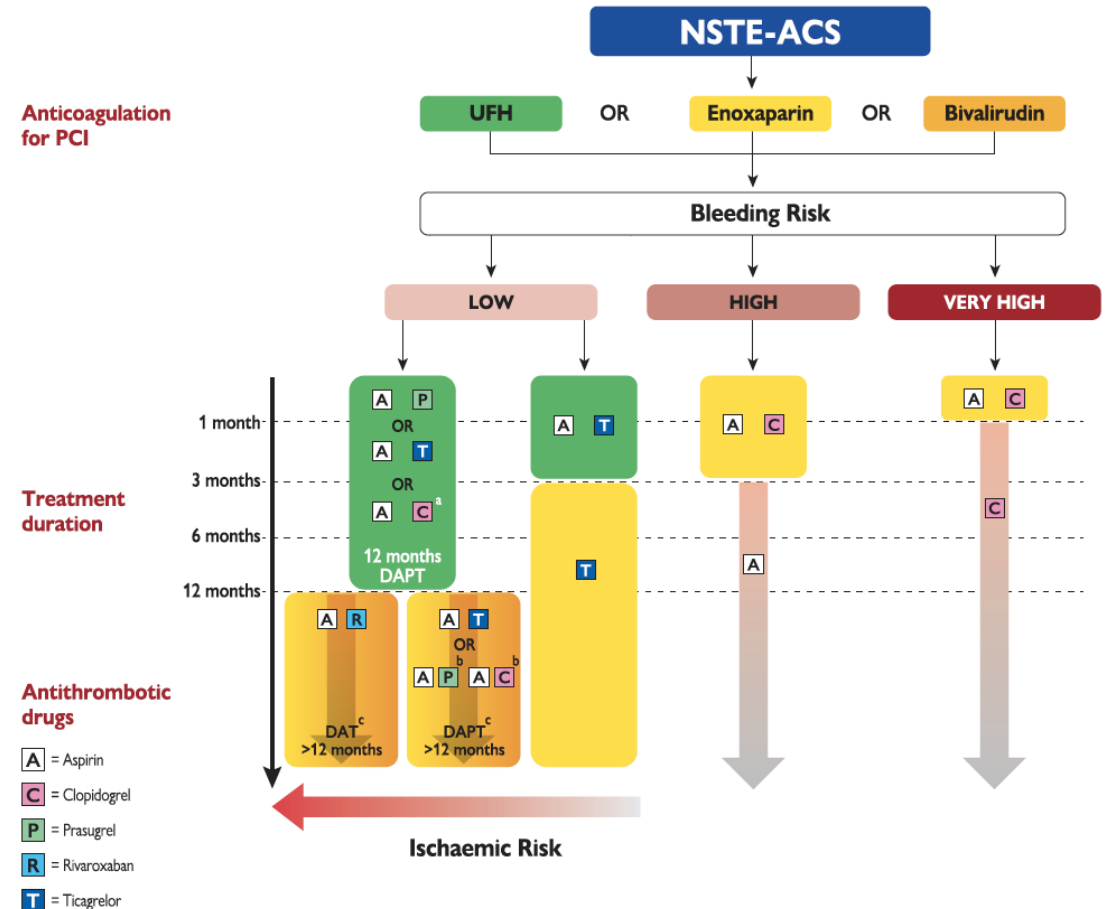 NSTE-ACS
Anticoagulation
for PCI
UFH OR Enoxaparin OR Bivalirudin
Bleeding Risk
LOW HIGH VERY HIGH
Treatment
duration
1 month
3 months
6 months
12 months
A P
OR
A T
OR
A C a
12 months
DAPT
A T
T
A C
A
A C
C
A R
DAT c
>12 months
A T
OR
A P b A C b
DAPT c
>12 months
Ischaemic Risk
Antithrombotic
drugs
A = Aspirin
C = Clopidogrel
P = Prasugrel
R = Rivaroxaban
T = Ticagrelor